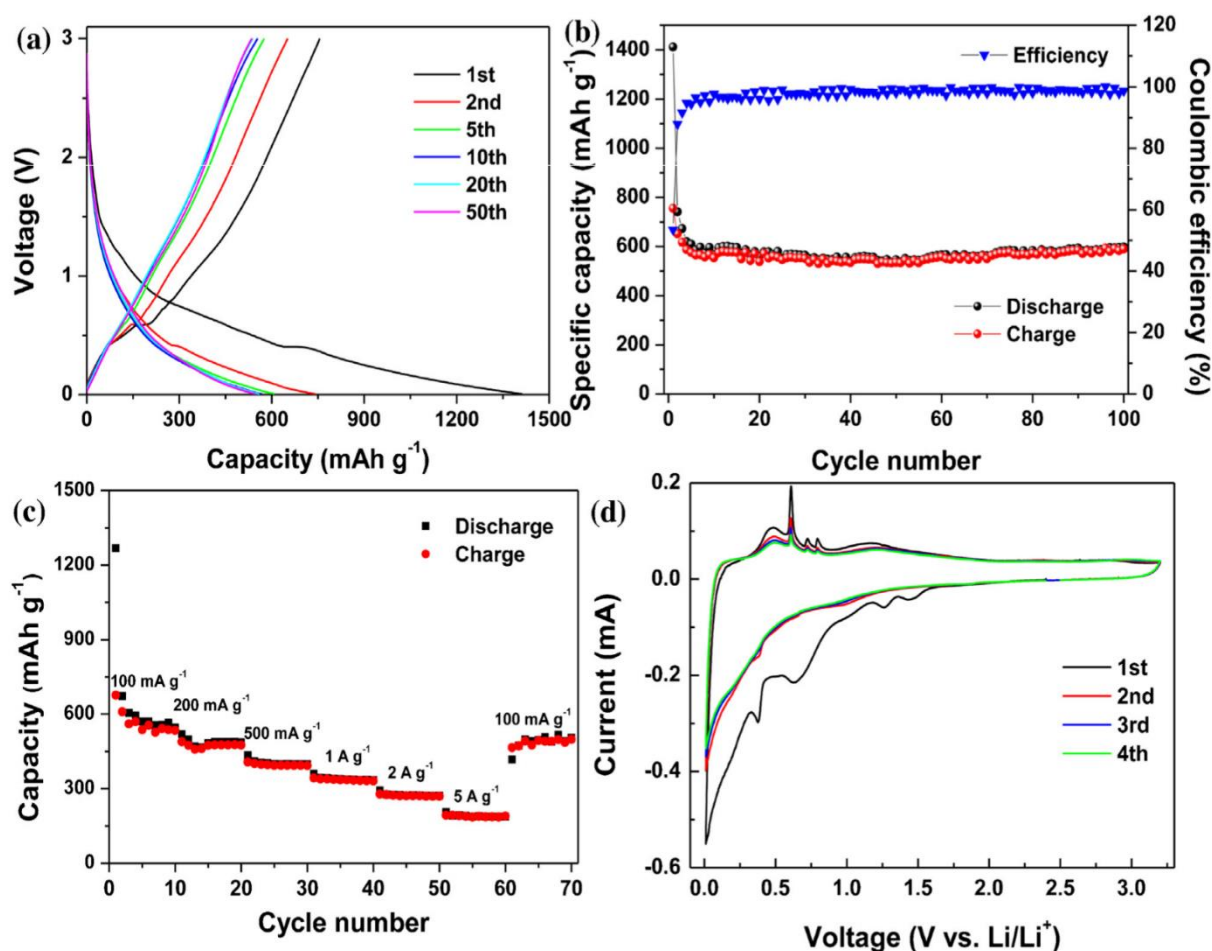 (a)
3
2
1
0
Voltage (V)
1st
2nd
5th
10th
20th
50th
0 300 600 900 1200 1500
Capacity (mAh g⁻¹)
(b)
1400
1200
1000
800
600
400
200
0
Specific capacity (mAh g⁻¹)
Efficiency
Discharge
Charge
120
100
80
60
40
20
0
Coulombic efficiency (%)
0 20 40 60 80 100
Cycle number
(c)
1500
1200
900
600
300
0
Capacity (mAh g⁻¹)
Discharge
Charge
100 mA g⁻¹
200 mA g⁻¹
500 mA g⁻¹
1 A g⁻¹
2 A g⁻¹
5 A g⁻¹
100 mA g⁻¹
0 10 20 30 40 50 60 70
Cycle number
(d)
0.2
0.0
-0.2
-0.4
-0.6
Current (mA)
1st
2nd
3rd
4th
0.0 0.5 1.0 1.5 2.0 2.5 3.0
Voltage (V vs. Li/Li⁺)